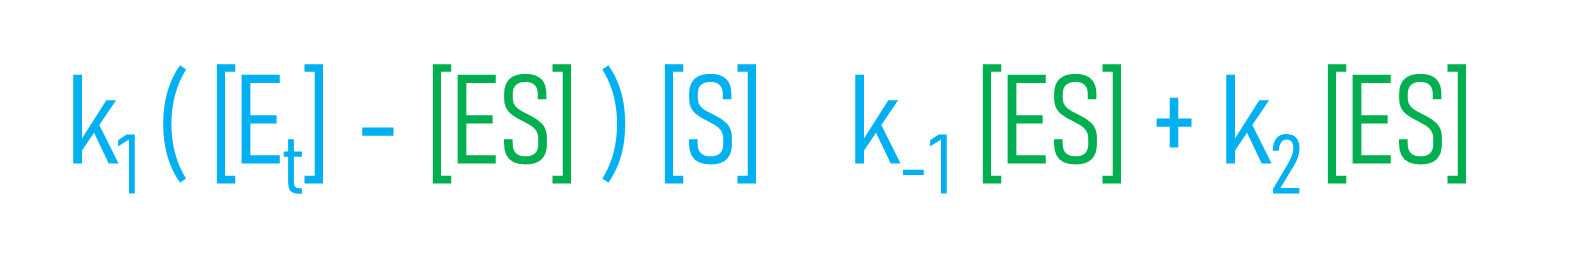 k₁([Eₜ] - [ES])[S] k₋₁[ES] + k₂[ES]